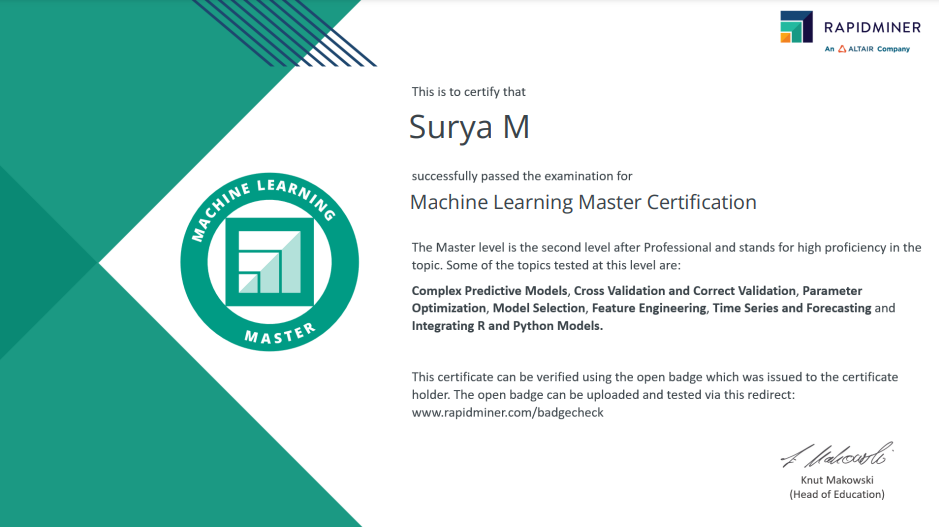 RAPIDMINER
An ALTAIR Company
This is to certify that
Surya M
successfully passed the examination for
Machine Learning Master Certification
MACHINE LEARNING
MASTER
The Master level is the second level after Professional and stands for high proficiency in the
topic. Some of the topics tested at this level are:
Complex Predictive Models, Cross Validation and Correct Validation, Parameter
Optimization, Model Selection, Feature Engineering, Time Series and Forecasting and
Integrating R and Python Models.
This certificate can be verified using the open badge which was issued to the certificate
holder. The open badge can be uploaded and tested via this redirect:
www.rapidminer.com/badgecheck
K Makowski
Knut Makowski
(Head of Education)